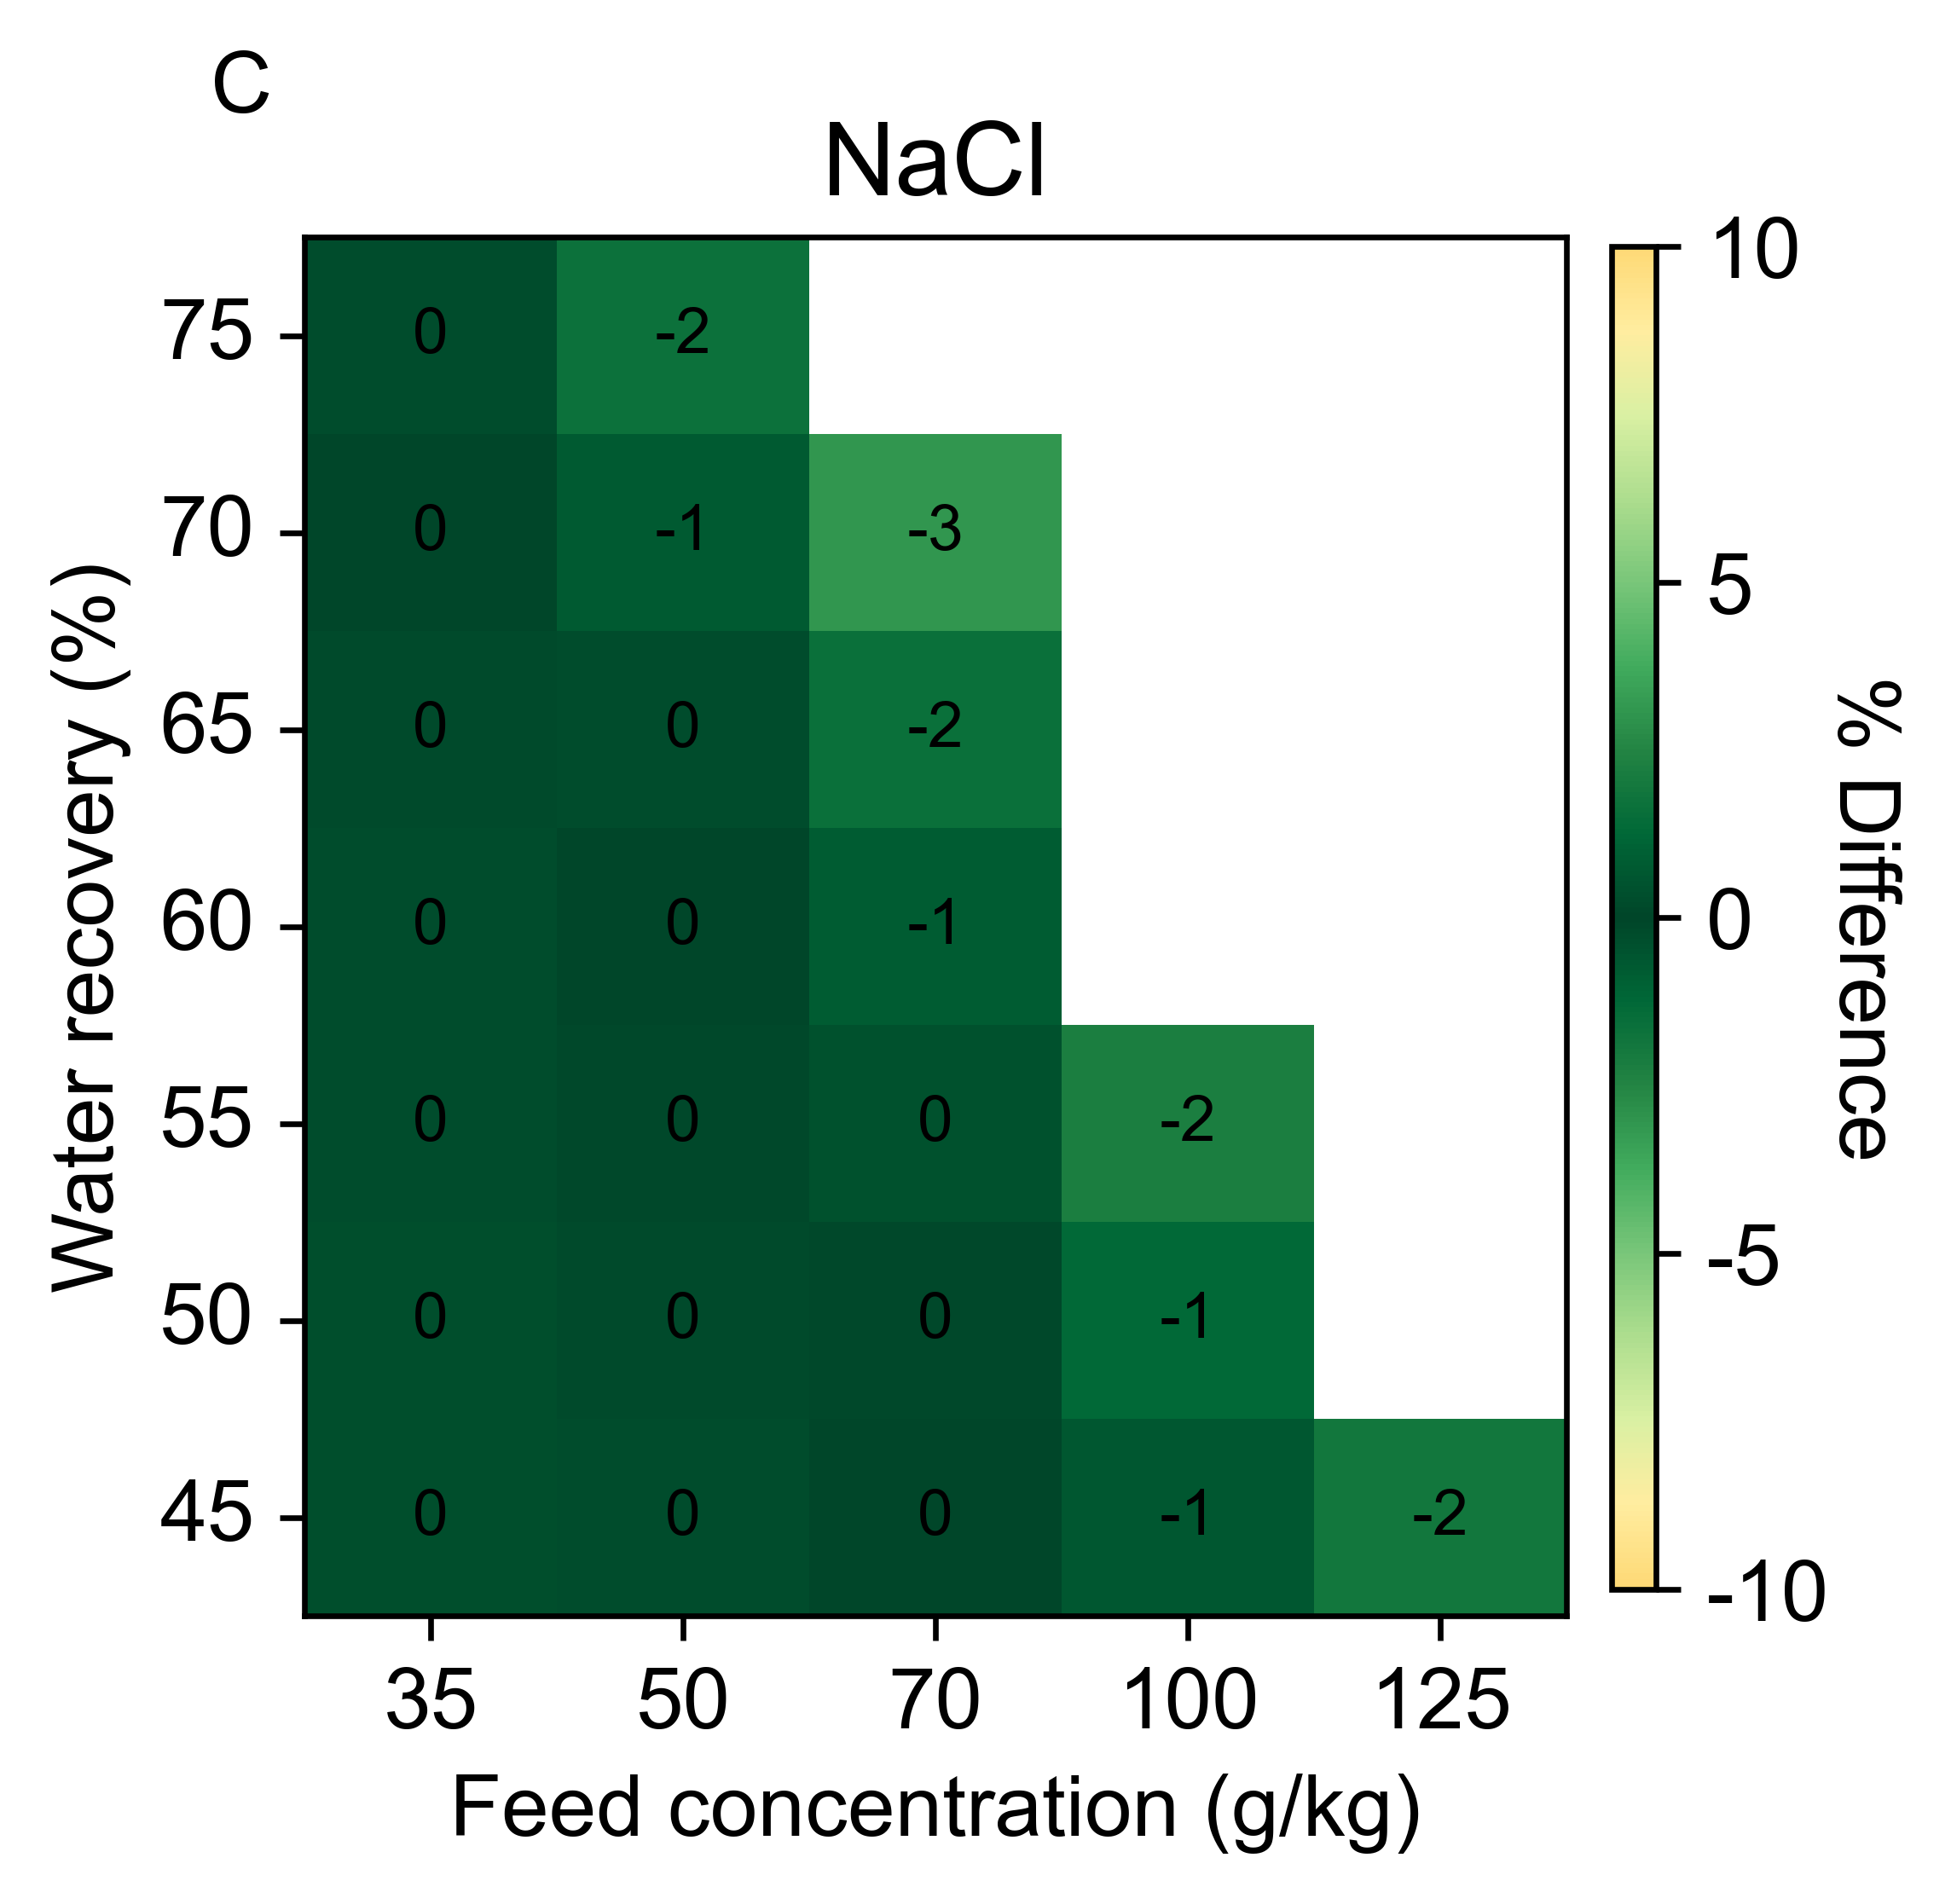 C
NaCl
75 0 -2
70 0 -1 -3
65 0 0 -2
60 0 0 -1
55 0 0 0 -2
50 0 0 0 -1
45 0 0 0 -1 -2
35 50 70 100 125
Feed concentration (g/kg)
Water recovery (%)
10
5
0
-5
-10
% Difference